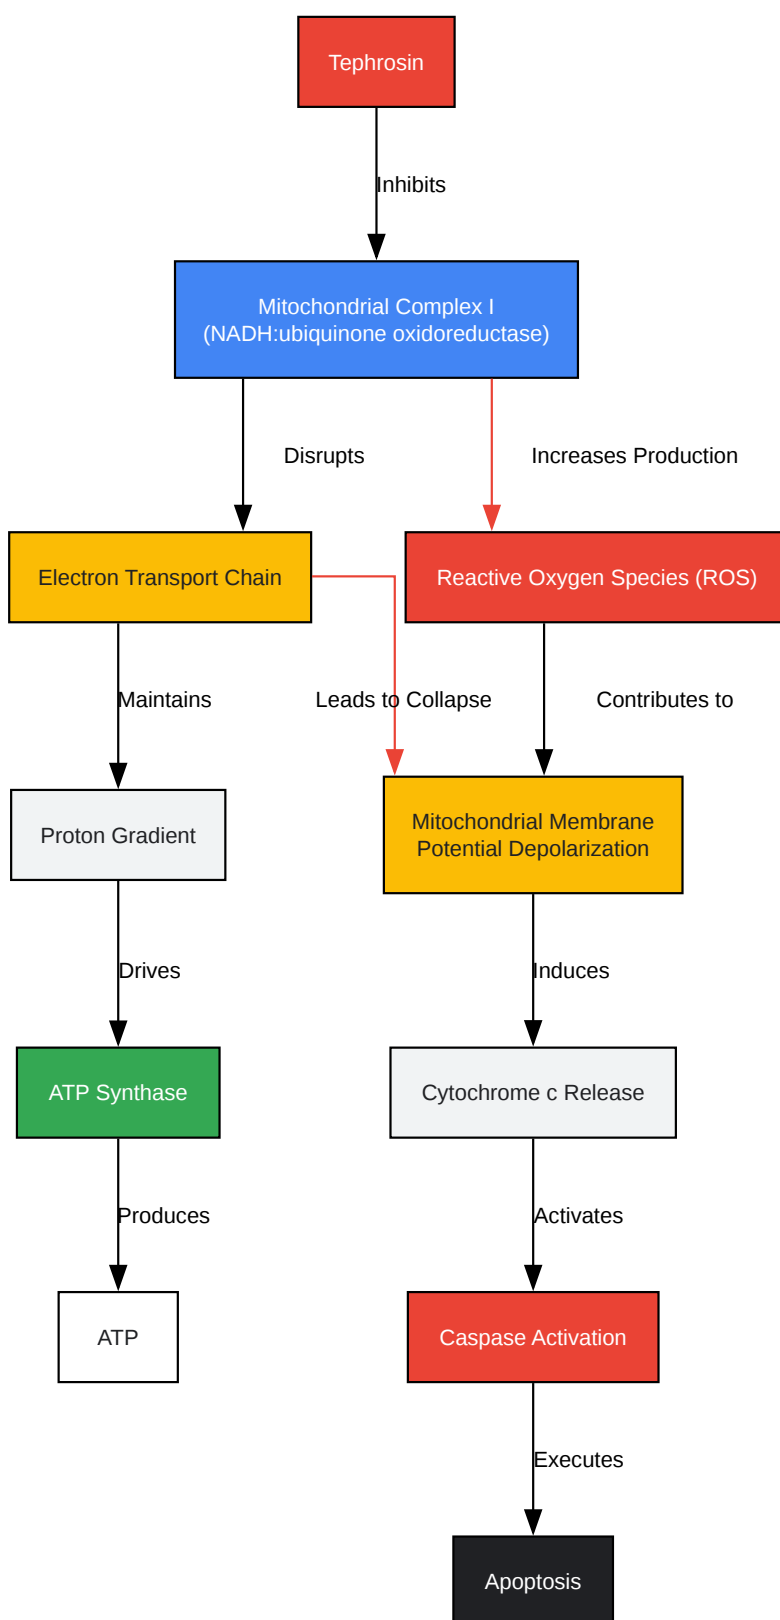 Tephrosin
Inhibits
Mitochondrial Complex I
(NADH:ubiquinone oxidoreductase)
Disrupts
Increases Production
Electron Transport Chain
Reactive Oxygen Species (ROS)
Maintains
Leads to Collapse
Contributes to
Proton Gradient
Mitochondrial Membrane
Potential Depolarization
Drives
Induces
ATP Synthase
Cytochrome c Release
Produces
Activates
ATP
Caspase Activation
Executes
Apoptosis